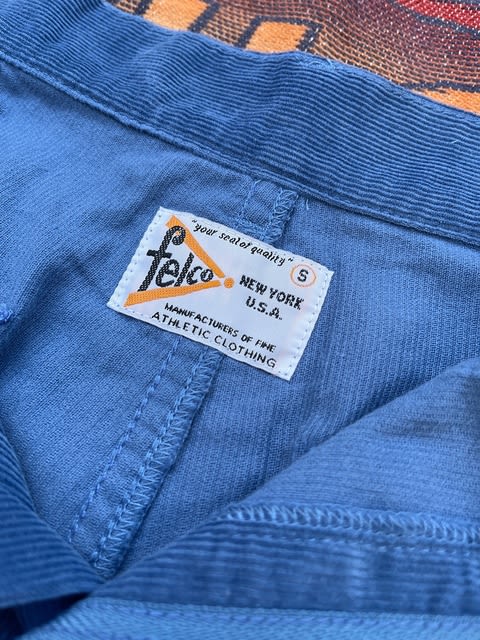 "your seal of quality"
S
felco
NEW YORK
U.S.A.
MANUFACTURERS OF FINE
ATHLETIC CLOTHING